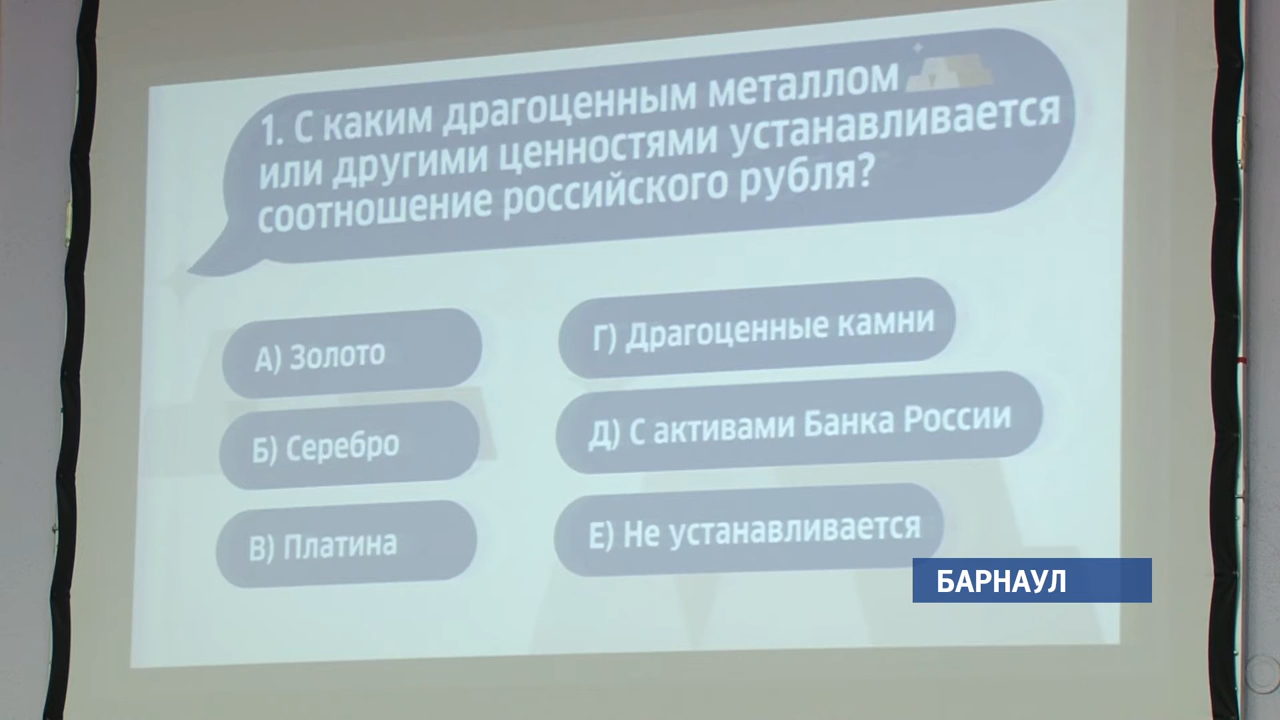 1. С каким драгоценным металлом
или другими ценностями устанавливается
соотношение российского рубля?
А) Золото
Б) Серебро
В) Платина
Г) Драгоценные камни
Д) С активами Банка России
Е) Не устанавливается
БАРНАУЛ